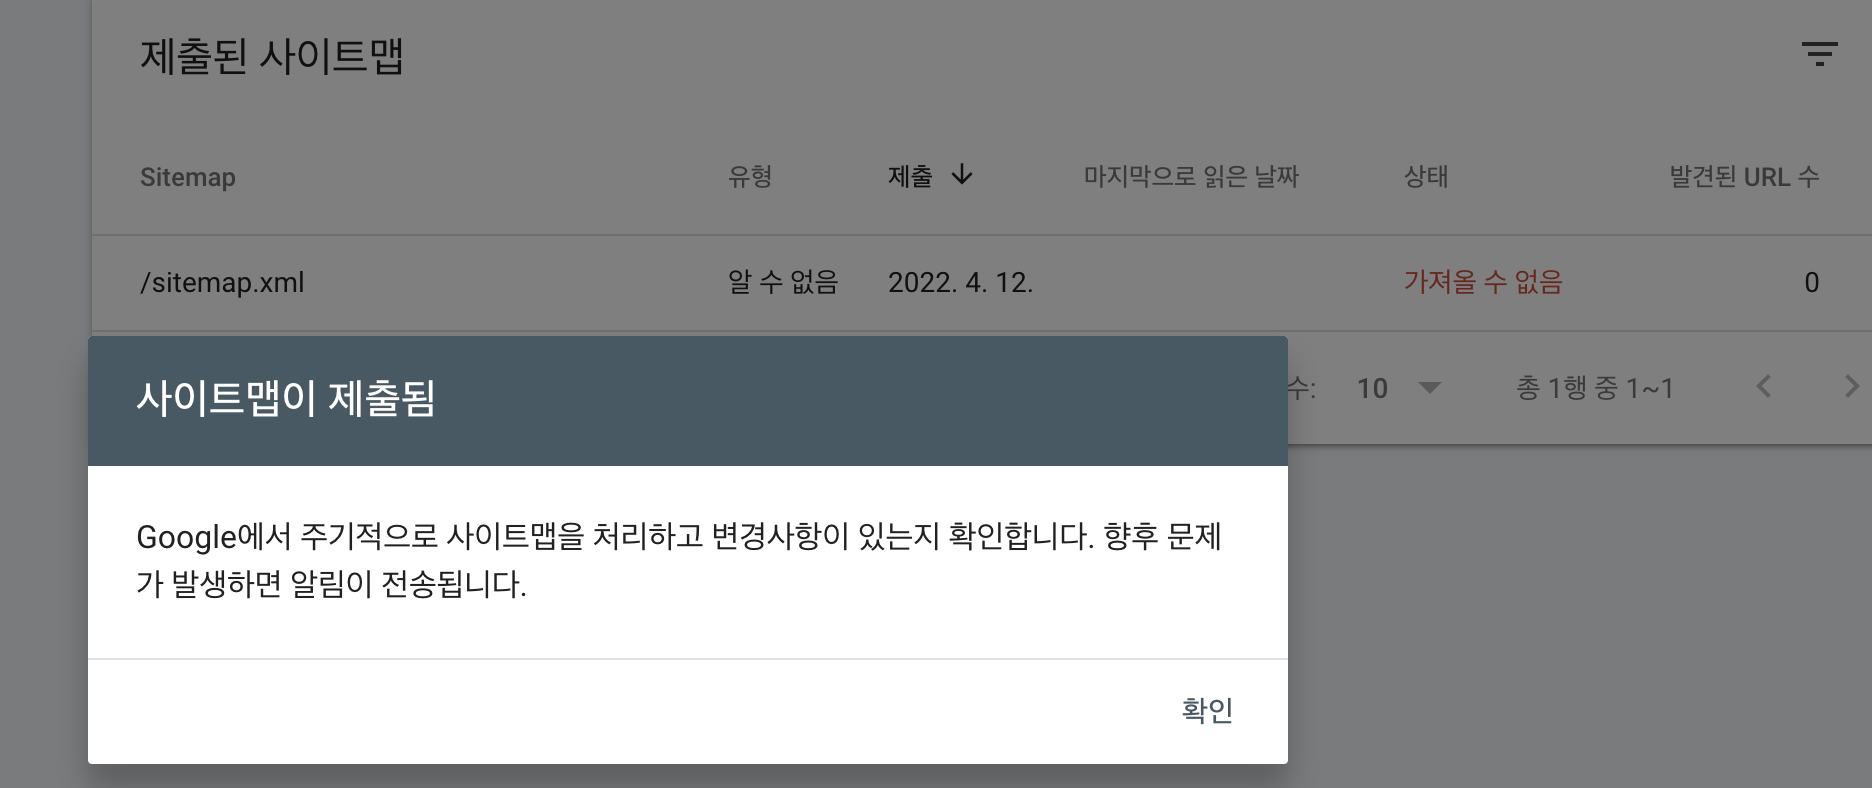 제출된 사이트맵
Sitemap 유형 제출 마지막으로 읽은 날짜 상태 발견된 URL 수
/sitemap.xml 알 수 없음 2022. 4. 12. 가져올 수 없음 0
수: 10 총 1행 중 1~1
사이트맵이 제출됨
Google에서 주기적으로 사이트맵을 처리하고 변경사항이 있는지 확인합니다. 향후 문제
가 발생하면 알림이 전송됩니다.
확인